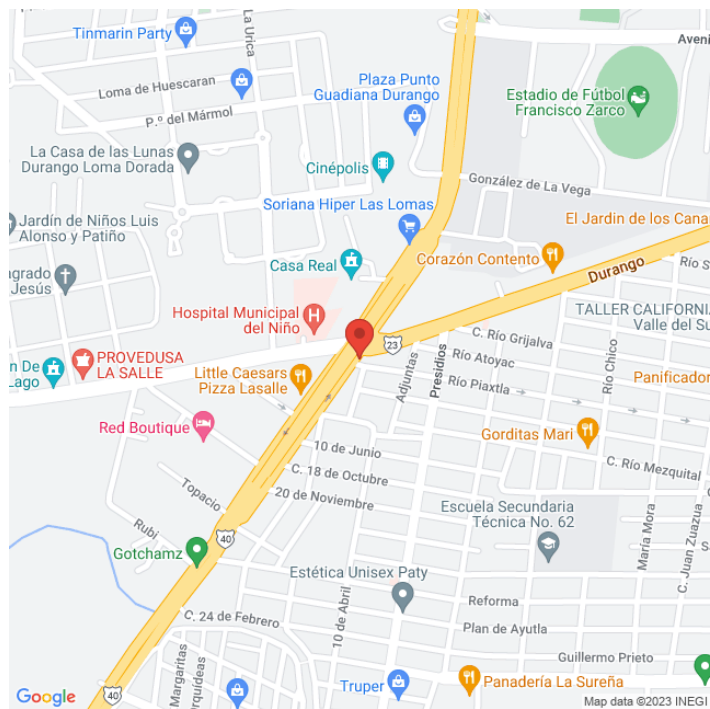 Tinmarin Party
La Urica
Aveni
Loma de Huescaran
P.º del Mármol
Plaza Punto
Guadiana Durango
Estadio de Fútbol
Francisco Zarco
La Casa de las Lunas
Durango Loma Dorada
Cinépolis
González de La Vega
Soriana Hiper Las Lomas
Jardín de Niños Luis
Alonso y Patiño
El Jardin de los Canar
Corazón Contento
Casa Real
Durango
Río S
agrado
Jesús
Hospital Municipal
del Niño
TALLER CALIFORNIA
Valle del Su
23
C. Río Grijalva
Río Atoyac
Río Piaxtla
Río Chico
n De
Lago
PROVEDUSA
LA SALLE
Little Caesars
Pizza Lasalle
Adjuntas
Presidios
Panificador
Red Boutique
Gorditas Mari
10 de Junio
C. 18 de Octubre
20 de Noviembre
C. Río Mezquital
Topacio
Rubí
40
Escuela Secundaria
Técnica No. 62
María Mora
C. Juan Zuazua
Gotchamz
Estética Unisex Paty
Reforma
C. 24 de Febrero
10 de Abril
Plan de Ayutla
Guillermo Prieto
Margaritas
orquídeas
Truper
Panadería La Sureña
40
Google
Map data ©2023 INEGI